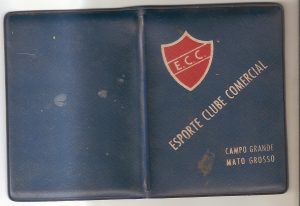 E.C.C.
ESPORTE CLUBE COMERCIAL
CAMPO GRANDE
MATO GROSSO